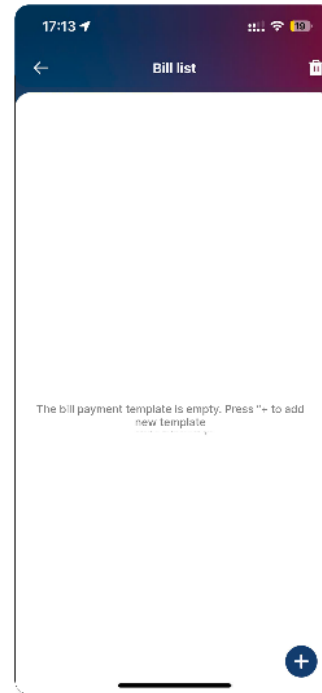 17:13
19
Bill list
The bill payment template is empty. Press "+ to add
new template